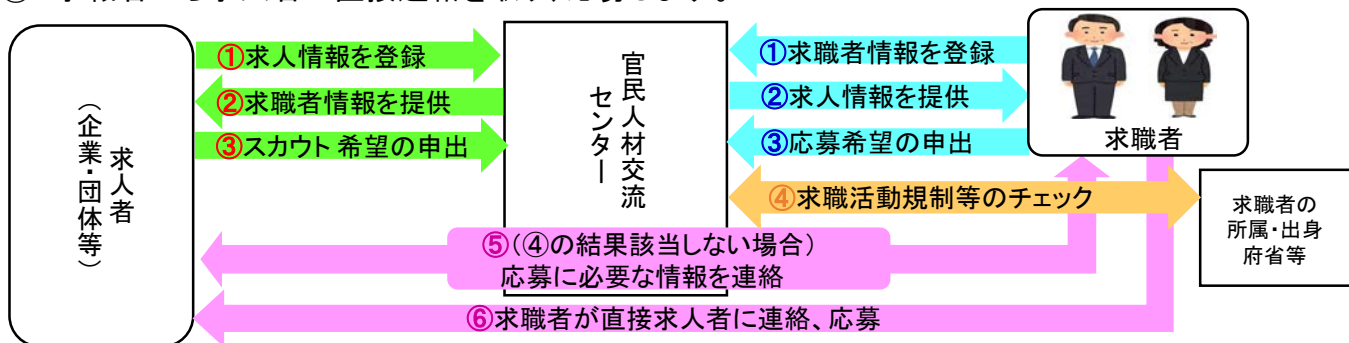 求人者
（企業・団体等）
①求人情報を登録
②求職者情報を提供
③スカウト希望の申出
官民人材交流
センター
①求職者情報を登録
②求人情報を提供
③応募希望の申出
求職者
④求職活動規制等のチェック
求職者の
所属・出身
府省等
⑤(④の結果該当しない場合)
応募に必要な情報を連絡
⑥求職者が直接求人者に連絡、応募